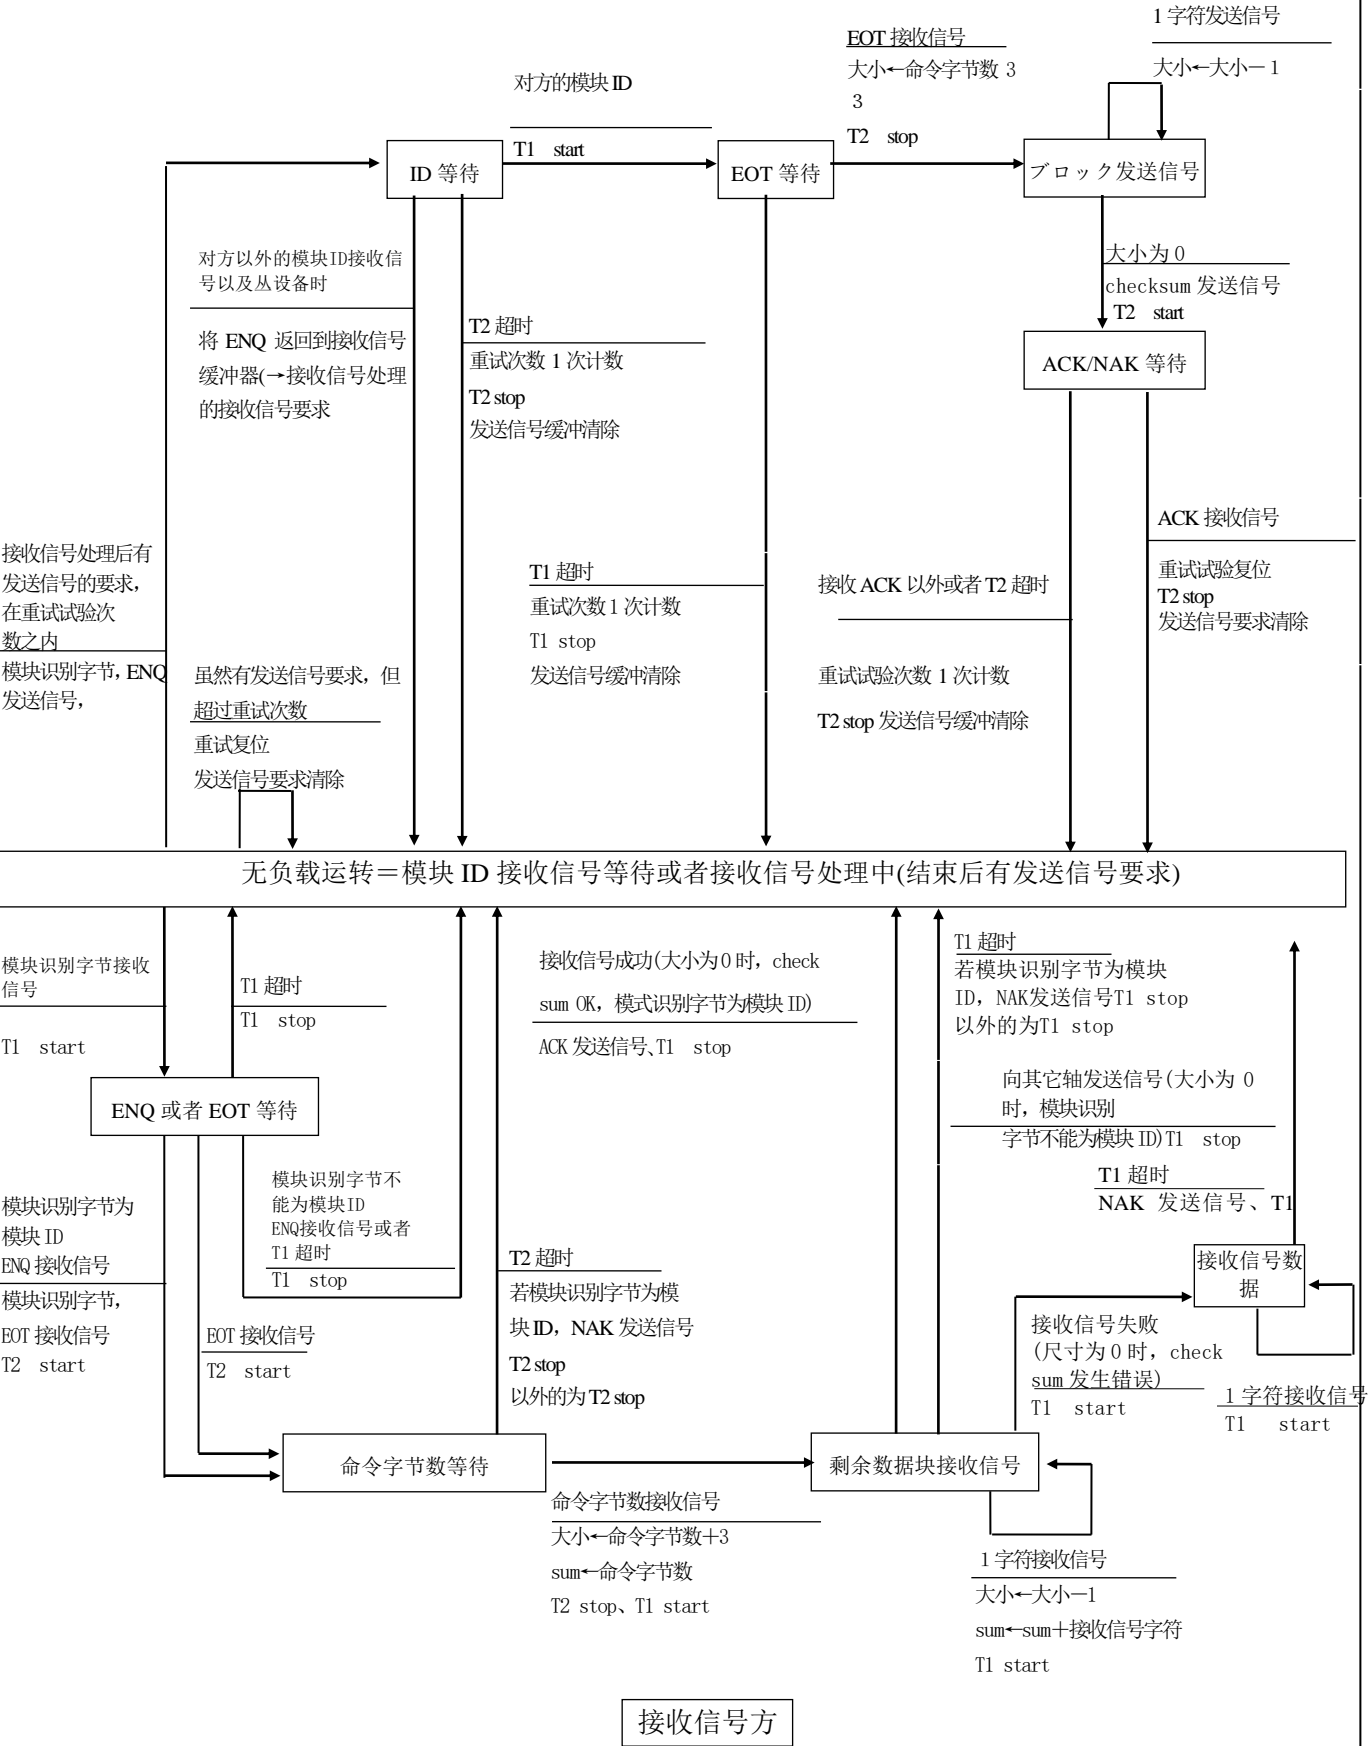 1 字符发送信号
大小←大小－1
EOT 接收信号
大小←命令字节数 3
3
T2 stop
对方的模块 ID
T1 start
ID 等待
EOT 等待
ブロック发送信号
大小为 0
checksum 发送信号
T2 start
ACK/NAK 等待
对方以外的模块ID接收信
号以及丛设备时
将 ENQ 返回到接收信号
缓冲器(→接收信号处理
的接收信号要求
T2 超时
重试次数 1 次计数
T2 stop
发送信号缓冲清除
接收信号处理后有
发送信号的要求，
在重试试验次
数之内
模块识别字节，ENQ
发送信号，
虽然有发送信号要求，但
超过重试次数
重试复位
发送信号要求清除
T1 超时
重试次数 1 次计数
T1 stop
发送信号缓冲清除
接收 ACK 以外或者 T2 超时
重试试验次数 1 次计数
T2 stop 发送信号缓冲清除
ACK 接收信号
重试试验复位
T2 stop
发送信号要求清除
无负载运转＝模块 ID 接收信号等待或者接收信号处理中(结束后有发送信号要求)
模块识别字节接收
信号
T1 start
T1 超时
T1 stop
ENQ 或者 EOT 等待
接收信号成功(大小为 0 时，check
sum OK，模式识别字节为模块 ID)
ACK 发送信号、T1 stop
T1 超时
若模块识别字节为模块
ID，NAK发送信号T1 stop
以外的为T1 stop
向其它轴发送信号(大小为 0
时，模块识别
字节不能为模块 ID)T1 stop
T1 超时
NAK 发送信号、T1
模块识别字节为
模块 ID
ENQ 接收信号
模块识别字节，
EOT 接收信号
T2 start
模块识别字节不
能为模块ID
ENQ接收信号或者
T1 超时
T1 stop
EOT 接收信号
T2 start
T2 超时
若模块识别字节为模
块 ID，NAK 发送信号
T2 stop
以外的为 T2 stop
接收信号数
据
接收信号失败
(尺寸为 0 时，check
sum 发生错误)
T1 start
1 字符接收信号
T1 start
命令字节数等待
剩余数据块接收信号
命令字节数接收信号
大小←命令字节数＋3
sum←命令字节数
T2 stop、T1 start
1 字符接收信号
大小←大小－1
sum←sum＋接收信号字符
T1 start
接收信号方